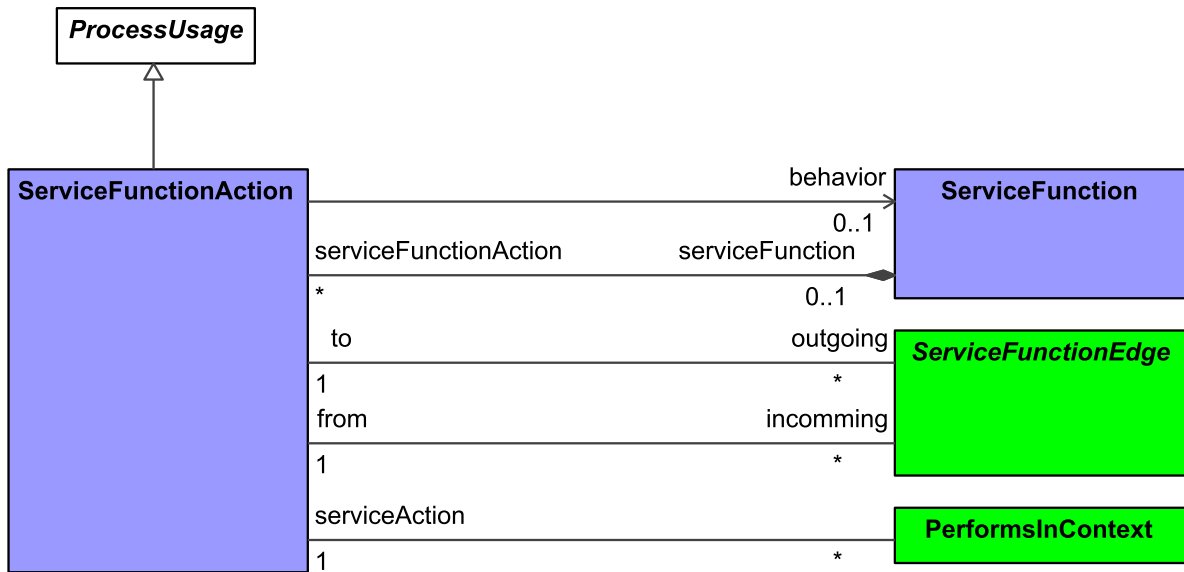 ProcessUsage
ServiceFunctionAction
behavior
ServiceFunction
0..1
serviceFunctionAction
serviceFunction
*
0..1
to
outgoing
ServiceFunctionEdge
1
*
from
incomming
1
*
serviceAction
PerformsInContext
1
*